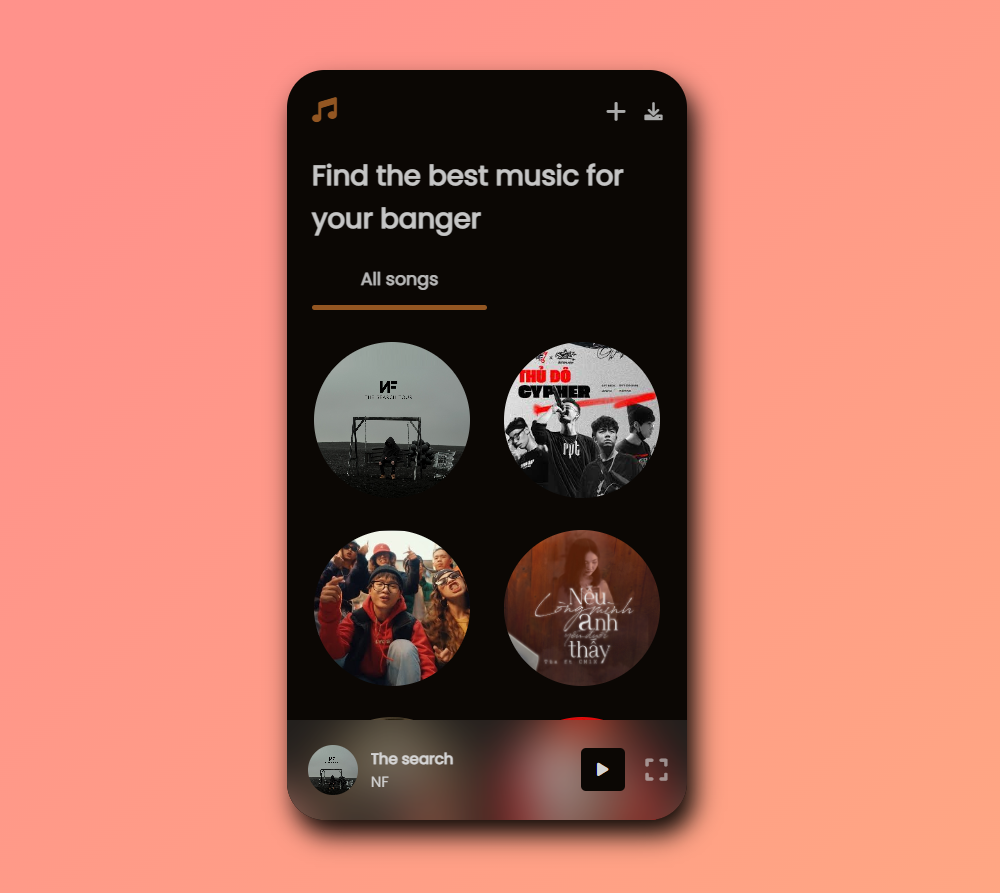 Find the best music for
your banger
All songs
NF
THE SEARCH TOUR
THỦ ĐÔ
CYPHER
rpt
Nếu
Lòng mình
anh
thấy
The search
NF